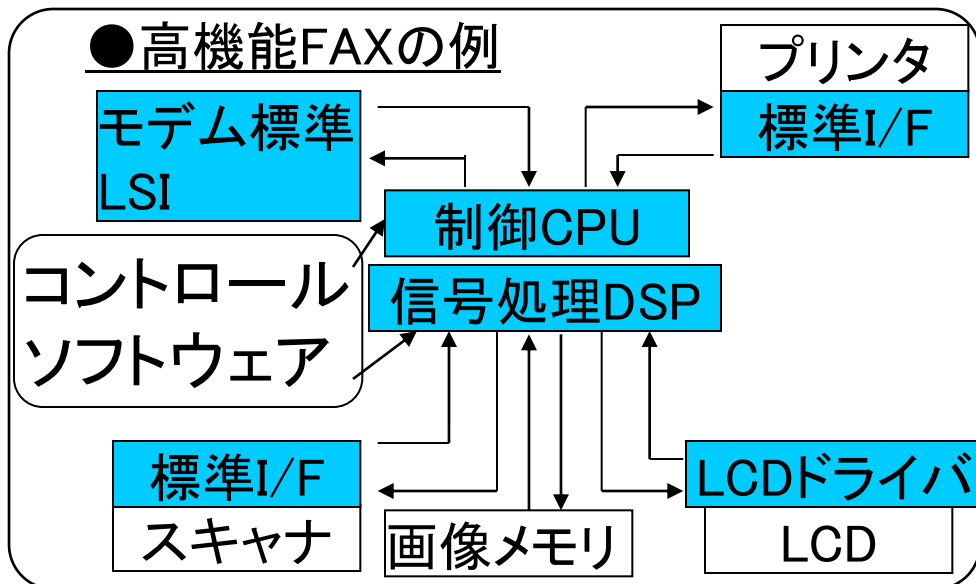 ●高機能FAXの例
プリンタ
標準I/F
モデム標準
LSI
制御CPU
信号処理DSP
コントロール
ソフトウェア
標準I/F
スキャナ
画像メモリ
LCDドライバ
LCD